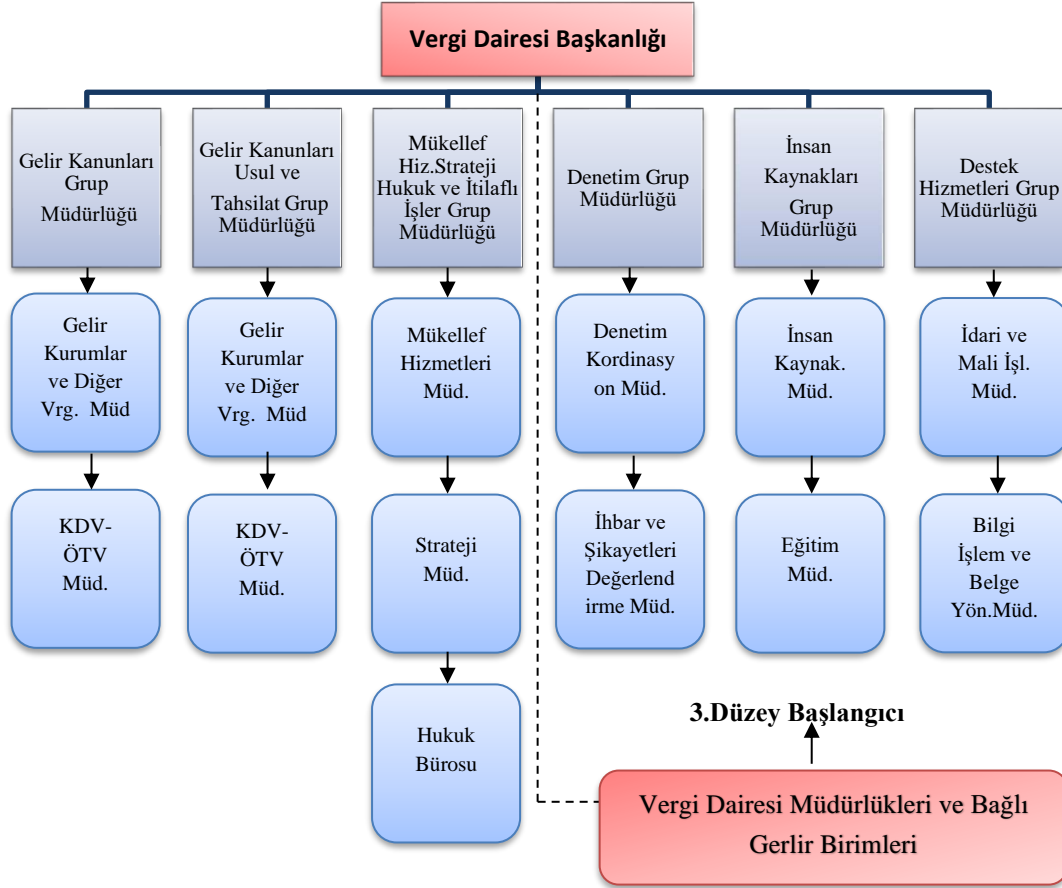 Vergi Dairesi Başkanlığı
Gelir Kanunları
Grup
Müdürlüğü
Gelir Kanunları
Usul ve
Tahsilat Grup
Müdürlüğü
Mükellef
Hiz.Strateji
Hukuk ve İtilaflı
İşler Grup
Müdürlüğü
Denetim Grup
Müdürlüğü
İnsan
Kaynakları
Grup
Müdürlüğü
Destek
Hizmetleri Grup
Müdürlüğü
Gelir
Kurumlar
ve Diğer
Vrg. Müd
Gelir
Kurumlar
ve Diğer
Vrg. Müd
Mükellef
Hizmetleri
Müd.
Denetim
Kordinasy
on Müd.
İnsan
Kaynak.
Müd.
İdari ve
Mali İşl.
Müd.
KDV-
ÖTV
Müd.
KDV-
ÖTV
Müd.
Strateji
Müd.
İhbar ve
Şikayetleri
Değerlend
irme Müd.
Eğitim
Müd.
Bilgi
İşlem ve
Belge
Yön.Müd.
Hukuk
Bürosu
3.Düzey Başlangıcı
Vergi Dairesi Müdürlükleri ve Bağlı
Gerlir Birimleri